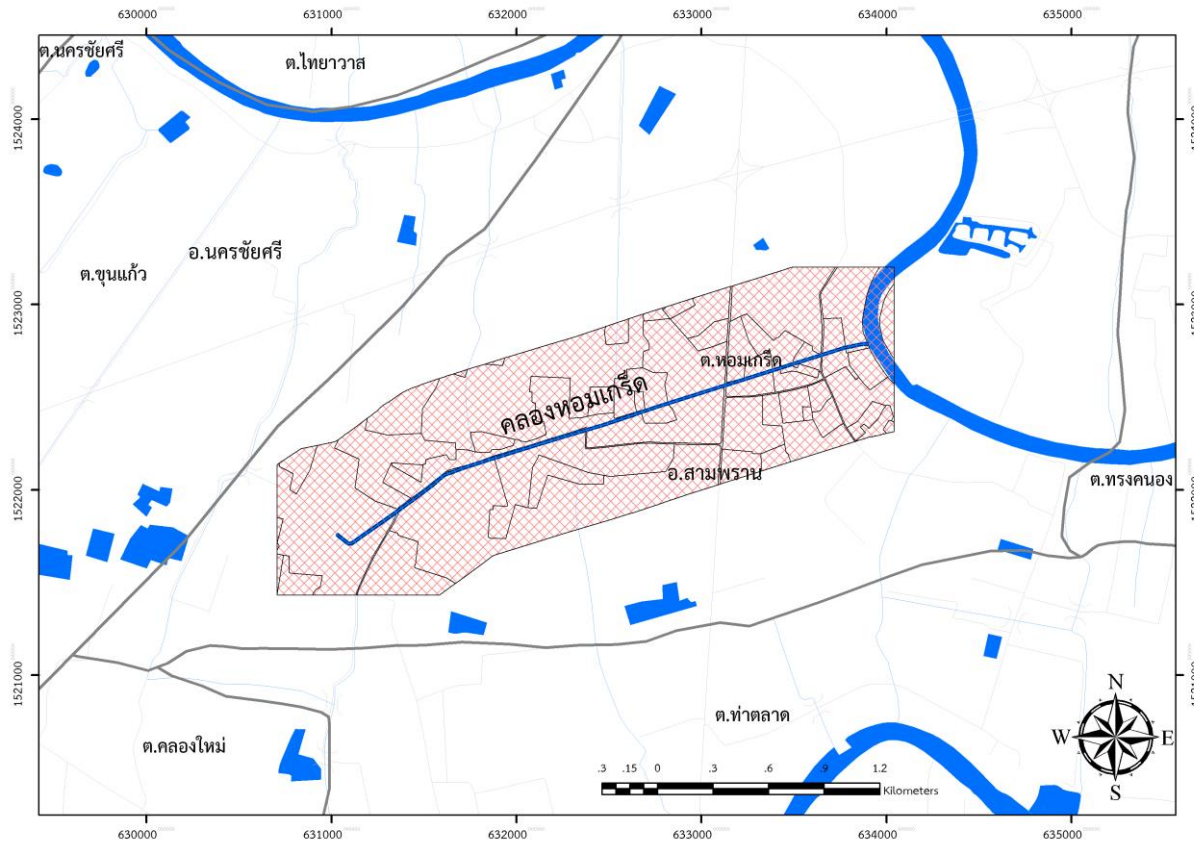 630000 631000 632000 633000 634000 635000
ต.นครชัยศรี
ต.ไทยาวาส
1524000
1524000
อ.นครชัยศรี
ต.ขุนแก้ว
1523000
1523000
ต.หอมเกร็ด
คลองหอมเกร็ด
อ.สามพราน
ต.ทรงคนอง
1522000
1522000
1521000
1521000
ต.ท่าตลาด
ต.คลองใหม่
N
W E
S
.3 .15 0 .3 .6 .9 1.2
Kilometers
630000 631000 632000 633000 634000 635000